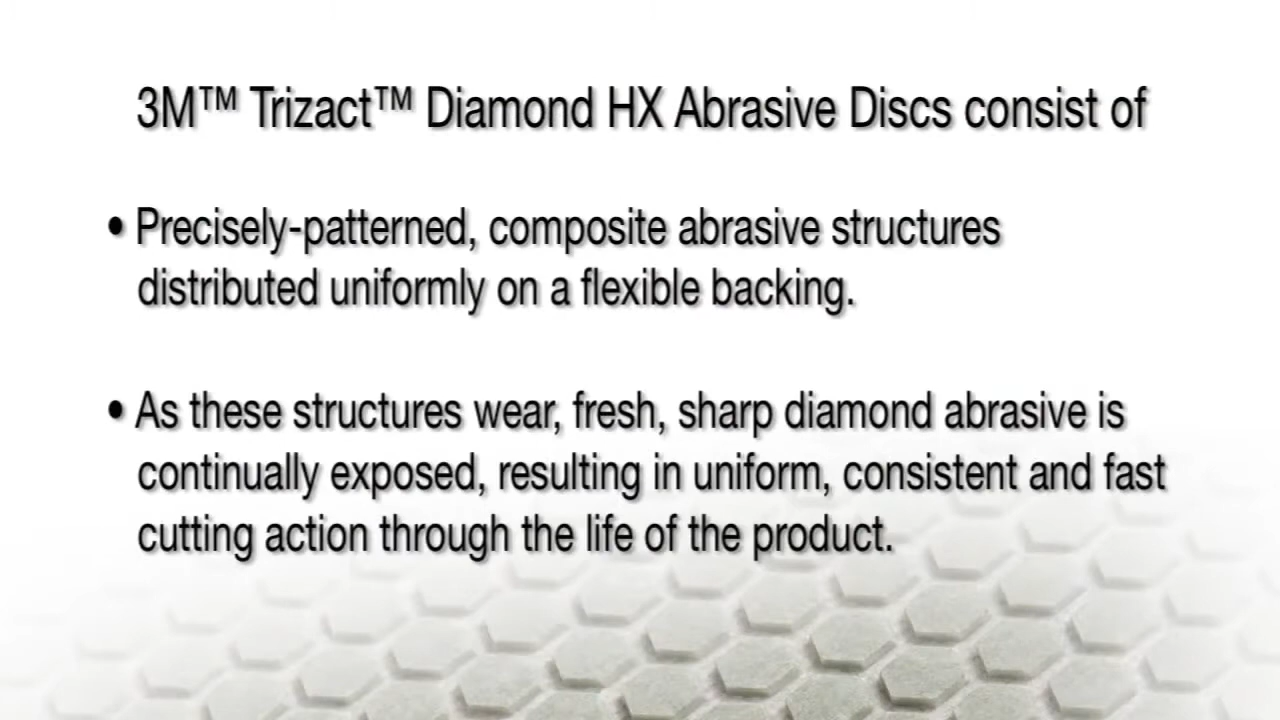 3M™ Trizact™ Diamond HX Abrasive Discs consist of
• Precisely-patterned, composite abrasive structures
distributed uniformly on a flexible backing.
• As these structures wear, fresh, sharp diamond abrasive is
continually exposed, resulting in uniform, consistent and fast
cutting action through the life of the product.